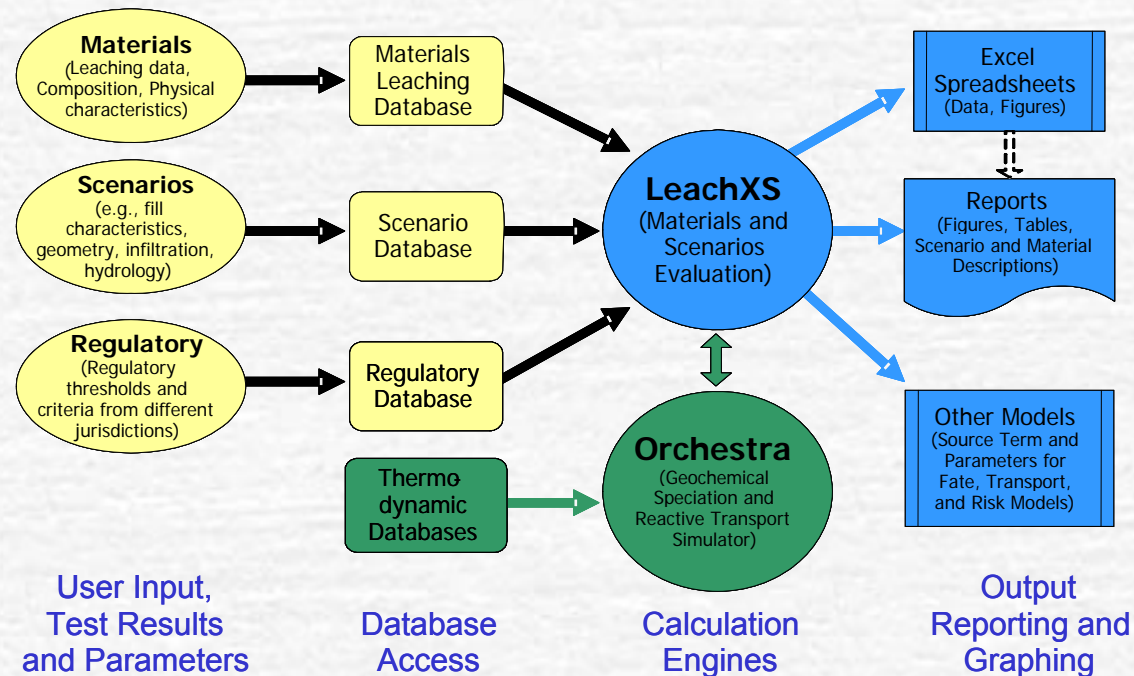 Materials
(Leaching data,
Composition, Physical
characteristics)
Materials
Leaching
Database
Excel
Spreadsheets
(Data, Figures)
Scenarios
(e.g., fill
characteristics,
geometry, infiltration,
hydrology)
Scenario
Database
LeachXS
(Materials and
Scenarios
Evaluation)
Reports
(Figures, Tables,
Scenario and Material
Descriptions)
Regulatory
(Regulatory
thresholds and
criteria from different
jurisdictions)
Regulatory
Database
Thermo-
dynamic
Databases
Orchestra
(Geochemical
Speciation and
Reactive Transport
Simulator)
Other Models
(Source Term and
Parameters for
Fate, Transport,
and Risk Models)
User Input,
Test Results
and Parameters
Database
Access
Calculation
Engines
Output
Reporting and
Graphing